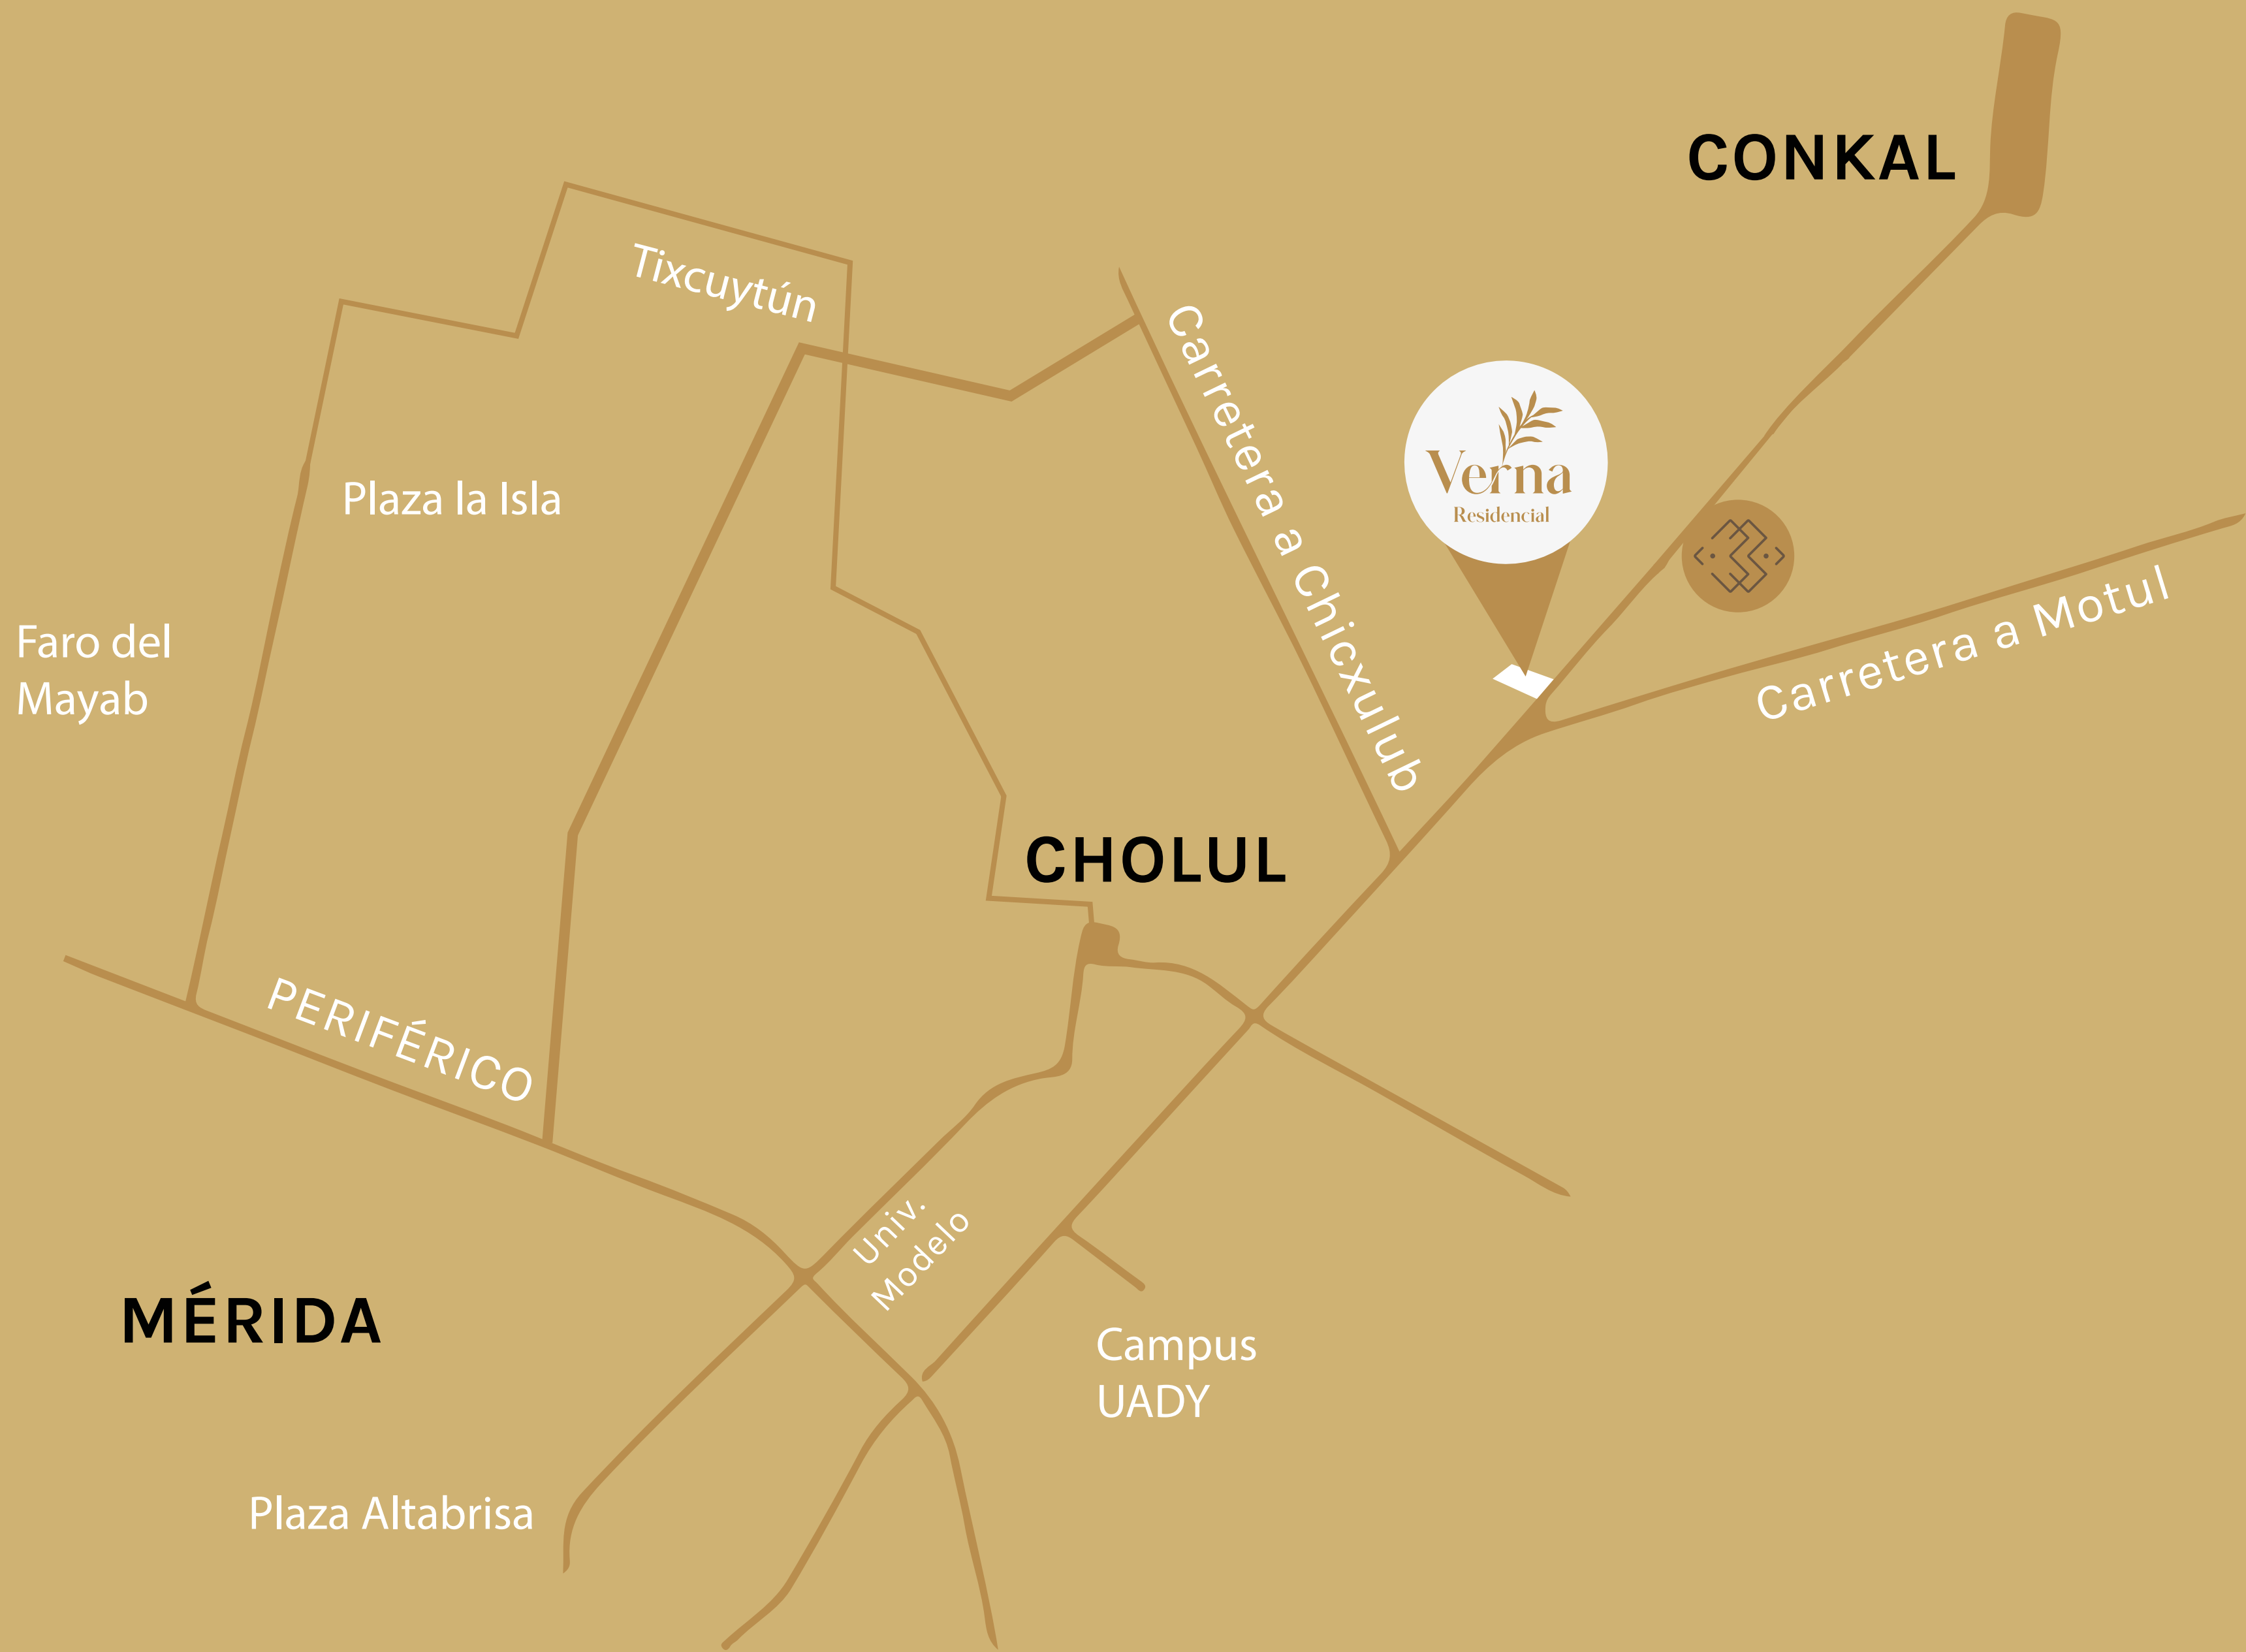 CONKAL
Tixcuytún
Carretera a Chicxulub
Verna
Residencial
Plaza la Isla
Faro del
Mayab
Carretera a Motul
CHOLUL
PERIFÉRICO
Univ.
Modelo
MÉRIDA
Campus
UADY
Plaza Altabrisa